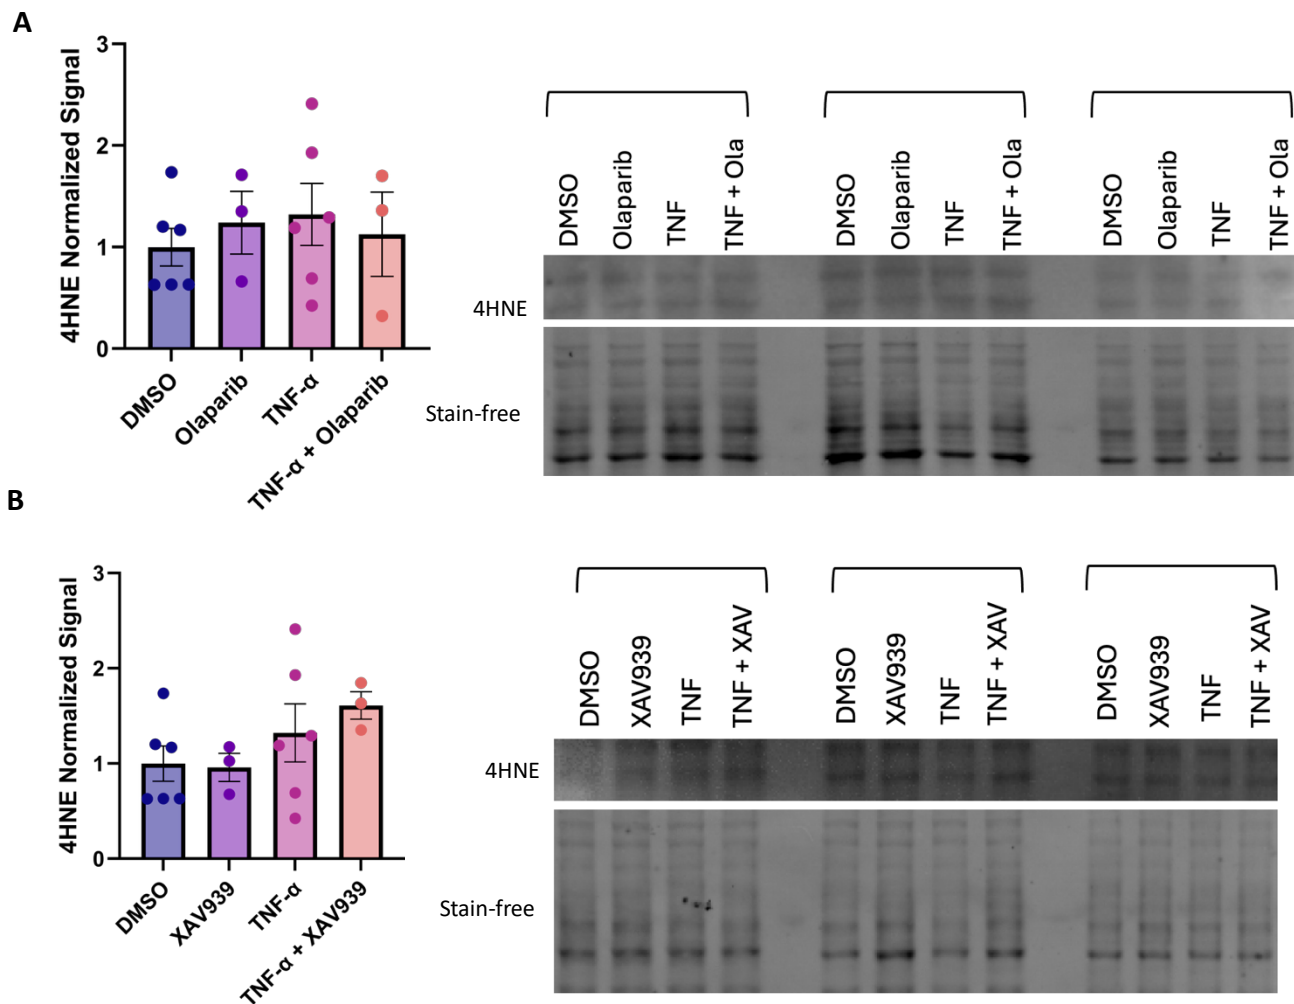 A
4HNE Normalized Signal
3
2
1
0
DMSO
Olaparib
TNF-α
TNF-α + Olaparib
DMSO
Olaparib
TNF
TNF + Ola
DMSO
Olaparib
TNF
TNF + Ola
DMSO
Olaparib
TNF
TNF + Ola
4HNE
Stain-free
B
4HNE Normalized Signal
3
2
1
0
DMSO
XAV939
TNF-α
TNF-α + XAV939
DMSO
XAV939
TNF
TNF + XAV
DMSO
XAV939
TNF
TNF + XAV
DMSO
XAV939
TNF
TNF + XAV
4HNE
Stain-free